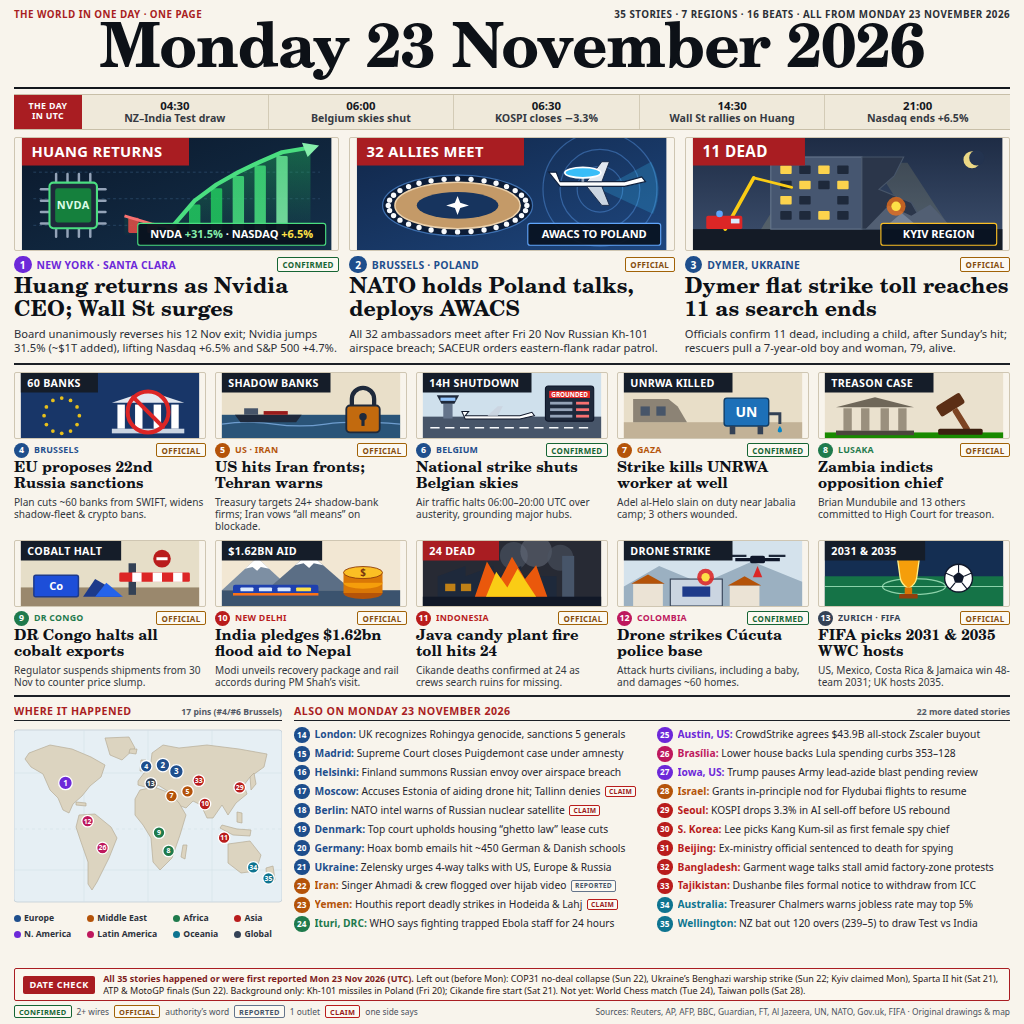 THE WORLD IN ONE DAY · ONE PAGE
35 STORIES · 7 REGIONS · 16 BEATS · ALL FROM MONDAY 23 NOVEMBER 2026
Monday 23 November 2026
THE DAY
IN UTC
04:30
NZ–India Test draw
06:00
Belgium skies shut
06:30
KOSPI closes −3.3%
14:30
Wall St rallies on Huang
21:00
Nasdaq ends +6.5%
HUANG RETURNS
NVDA
NVDA +31.5% · NASDAQ +6.5%
1 NEW YORK · SANTA CLARA CONFIRMED
Huang returns as Nvidia
CEO; Wall St surges
Board unanimously reverses his 12 Nov exit; Nvidia jumps
31.5% (~$1T added), lifting Nasdaq +6.5% and S&P 500 +4.7%.
32 ALLIES MEET
AWACS TO POLAND
2 BRUSSELS · POLAND OFFICIAL
NATO holds Poland talks,
deploys AWACS
All 32 ambassadors meet after Fri 20 Nov Russian Kh-101
airspace breach; SACEUR orders eastern-flank radar patrol.
11 DEAD
KYIV REGION
3 DYMER, UKRAINE OFFICIAL
Dymer flat strike toll reaches
11 as search ends
Officials confirm 11 dead, including a child, after Sunday's hit;
rescuers pull a 7-year-old boy and woman, 79, alive.
60 BANKS
4 BRUSSELS OFFICIAL
EU proposes 22nd
Russia sanctions
Plan cuts ~60 banks from SWIFT, widens
shadow-fleet & crypto bans.
SHADOW BANKS
5 US · IRAN OFFICIAL
US hits Iran fronts;
Tehran warns
Treasury targets 24+ shadow-bank
firms; Iran vows “all means” on
blockade.
14H SHUTDOWN
GROUNDED
6 BELGIUM CONFIRMED
National strike shuts
Belgian skies
Air traffic halts 06:00–20:00 UTC over
austerity, grounding major hubs.
UNRWA KILLED
UN
7 GAZA CONFIRMED
Strike kills UNRWA
worker at well
Adel al-Helo slain on duty near Jabalia
camp; 3 others wounded.
TREASON CASE
8 LUSAKA OFFICIAL
Zambia indicts
opposition chief
Brian Mundubile and 13 others
committed to High Court for treason.
COBALT HALT
Co
9 DR CONGO OFFICIAL
DR Congo halts all
cobalt exports
Regulator suspends shipments from 30
Nov to counter price slump.
$1.62BN AID
$
10 NEW DELHI OFFICIAL
India pledges $1.62bn
flood aid to Nepal
Modi unveils recovery package and rail
accords during PM Shah's visit.
24 DEAD
11 INDONESIA OFFICIAL
Java candy plant fire
toll hits 24
Cikande deaths confirmed at 24 as
crews search ruins for missing.
DRONE STRIKE
12 COLOMBIA CONFIRMED
Drone strikes Cúcuta
police base
Attack hurts civilians, including a baby,
and damages ~60 homes.
2031 & 2035
13 ZURICH · FIFA OFFICIAL
FIFA picks 2031 & 2035
WWC hosts
US, Mexico, Costa Rica & Jamaica win 48-
team 2031; UK hosts 2035.
WHERE IT HAPPENED 17 pins (#4/#6 Brussels)
4 2 3
1 13 33
7 5 10 29
12
9
26 8 11
34
35
Europe Middle East Africa Asia
N. America Latin America Oceania Global
ALSO ON MONDAY 23 NOVEMBER 2026 22 more dated stories
14 London: UK recognizes Rohingya genocide, sanctions 5 generals
15 Madrid: Supreme Court closes Puigdemont case under amnesty
16 Helsinki: Finland summons Russian envoy over airspace breach
17 Moscow: Accuses Estonia of aiding drone hit; Tallinn denies CLAIM
18 Berlin: NATO intel warns of Russian nuclear satellite CLAIM
19 Denmark: Top court upholds housing “ghetto law” lease cuts
20 Germany: Hoax bomb emails hit ~450 German & Danish schools
21 Ukraine: Zelensky urges 4-way talks with US, Europe & Russia
22 Iran: Singer Ahmadi & crew flogged over hijab video REPORTED
23 Yemen: Houthis report deadly strikes in Hodeida & Lahj CLAIM
24 Ituri, DRC: WHO says fighting trapped Ebola staff for 24 hours
25 Austin, US: CrowdStrike agrees $43.9B all-stock Zscaler buyout
26 Brasília: Lower house backs Lula spending curbs 353–128
27 Iowa, US: Trump pauses Army lead-azide blast pending review
28 Israel: Grants in-principle nod for Flydubai flights to resume
29 Seoul: KOSPI drops 3.3% in AI sell-off before US rebound
30 S. Korea: Lee picks Kang Kum-sil as first female spy chief
31 Beijing: Ex-ministry official sentenced to death for spying
32 Bangladesh: Garment wage talks stall amid factory-zone protests
33 Tajikistan: Dushanbe files formal notice to withdraw from ICC
34 Australia: Treasurer Chalmers warns jobless rate may top 5%
35 Wellington: NZ bat out 120 overs (239–5) to draw Test vs India
DATE CHECK
All 35 stories happened or were first reported Mon 23 Nov 2026 (UTC). Left out (before Mon): COP31 no-deal collapse (Sun 22), Ukraine's Benghazi warship strike (Sun 22; Kyiv claimed Mon), Sparta II hit (Sat 21),
ATP & MotoGP finals (Sun 22). Background only: Kh-101 missiles in Poland (Fri 20); Cikande fire start (Sat 21). Not yet: World Chess match (Tue 24), Taiwan polls (Sat 28).
CONFIRMED 2+ wires OFFICIAL authority's word REPORTED 1 outlet CLAIM one side says
Sources: Reuters, AP, AFP, BBC, Guardian, FT, Al Jazeera, UN, NATO, Gov.uk, FIFA · Original drawings & map